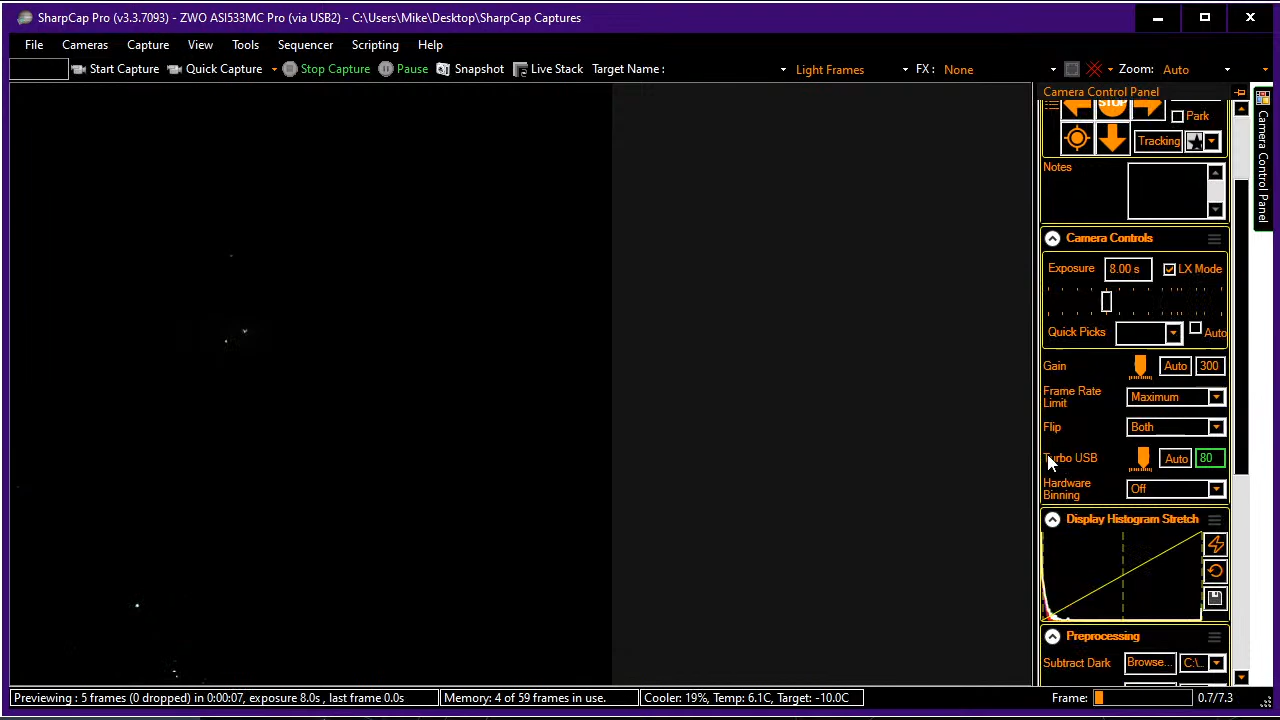 SharpCap Pro (v3.3.7093) - ZWO ASI533MC Pro (via USB2) - C:\Users\Mike\Desktop\SharpCap Captures
File Cameras Capture View Tools Sequencer Scripting Help
Start Capture Quick Capture Stop Capture Pause Snapshot Live Stack Target Name : Light Frames FX : None Zoom: Auto
Camera Control Panel
Camera Control Panel
STOP
Park
Tracking
Notes
Camera Controls
Exposure 8.00 s LX Mode
Quick Picks Auto
Gain Auto 300
Frame Rate
Limit
Maximum
Flip Both
Turbo USB Auto 80
Hardware
Binning
Off
Display Histogram Stretch
Preprocessing
Subtract Dark Browse... C:\...
Previewing : 5 frames (0 dropped) in 0:00:07, exposure 8.0s , last frame 0.0s Memory: 4 of 59 frames in use. Cooler: 19%, Temp: 6.1C, Target: -10.0C Frame: 0.7/7.3